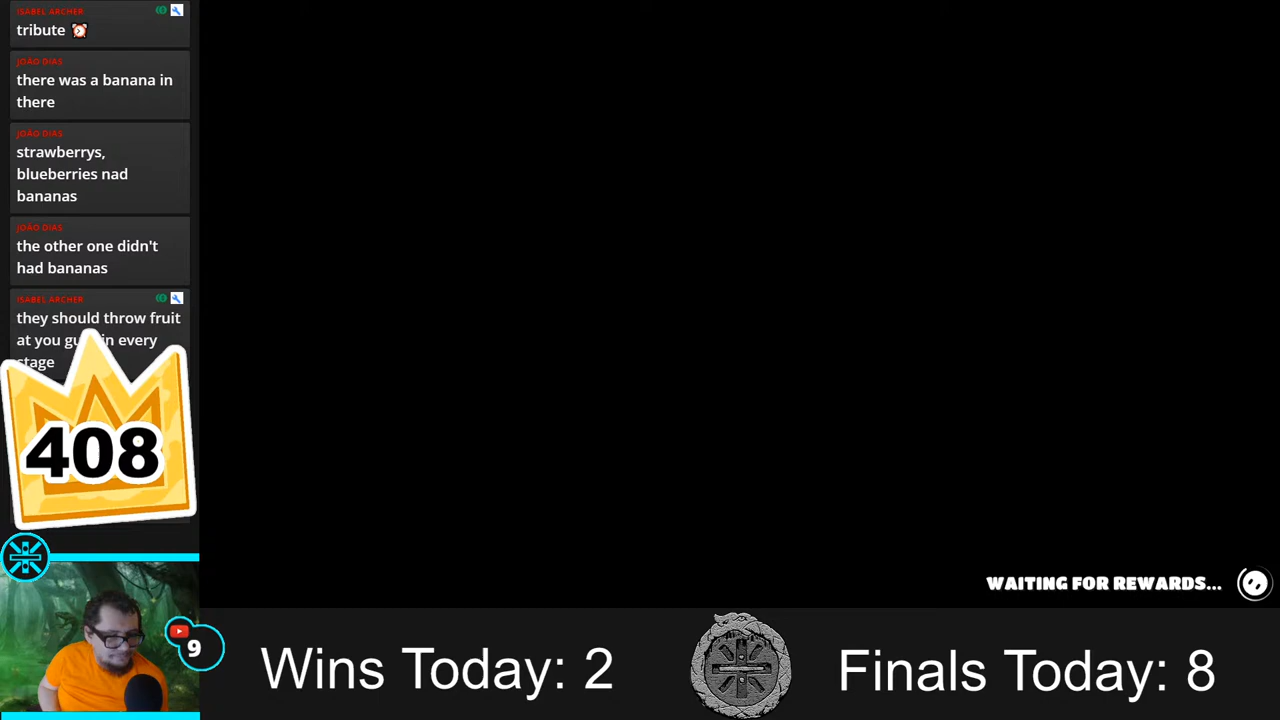 ISABEL ARCHER
tribute
JOÃO DIAS
there was a banana in
there
JOÃO DIAS
strawberrys,
blueberries nad
bananas
JOÃO DIAS
the other one didn't
had bananas
ISABEL ARCHER
they should throw fruit
at you in every
stage
408
9
WAITING FOR REWARDS...
Wins Today: 2
Finals Today: 8